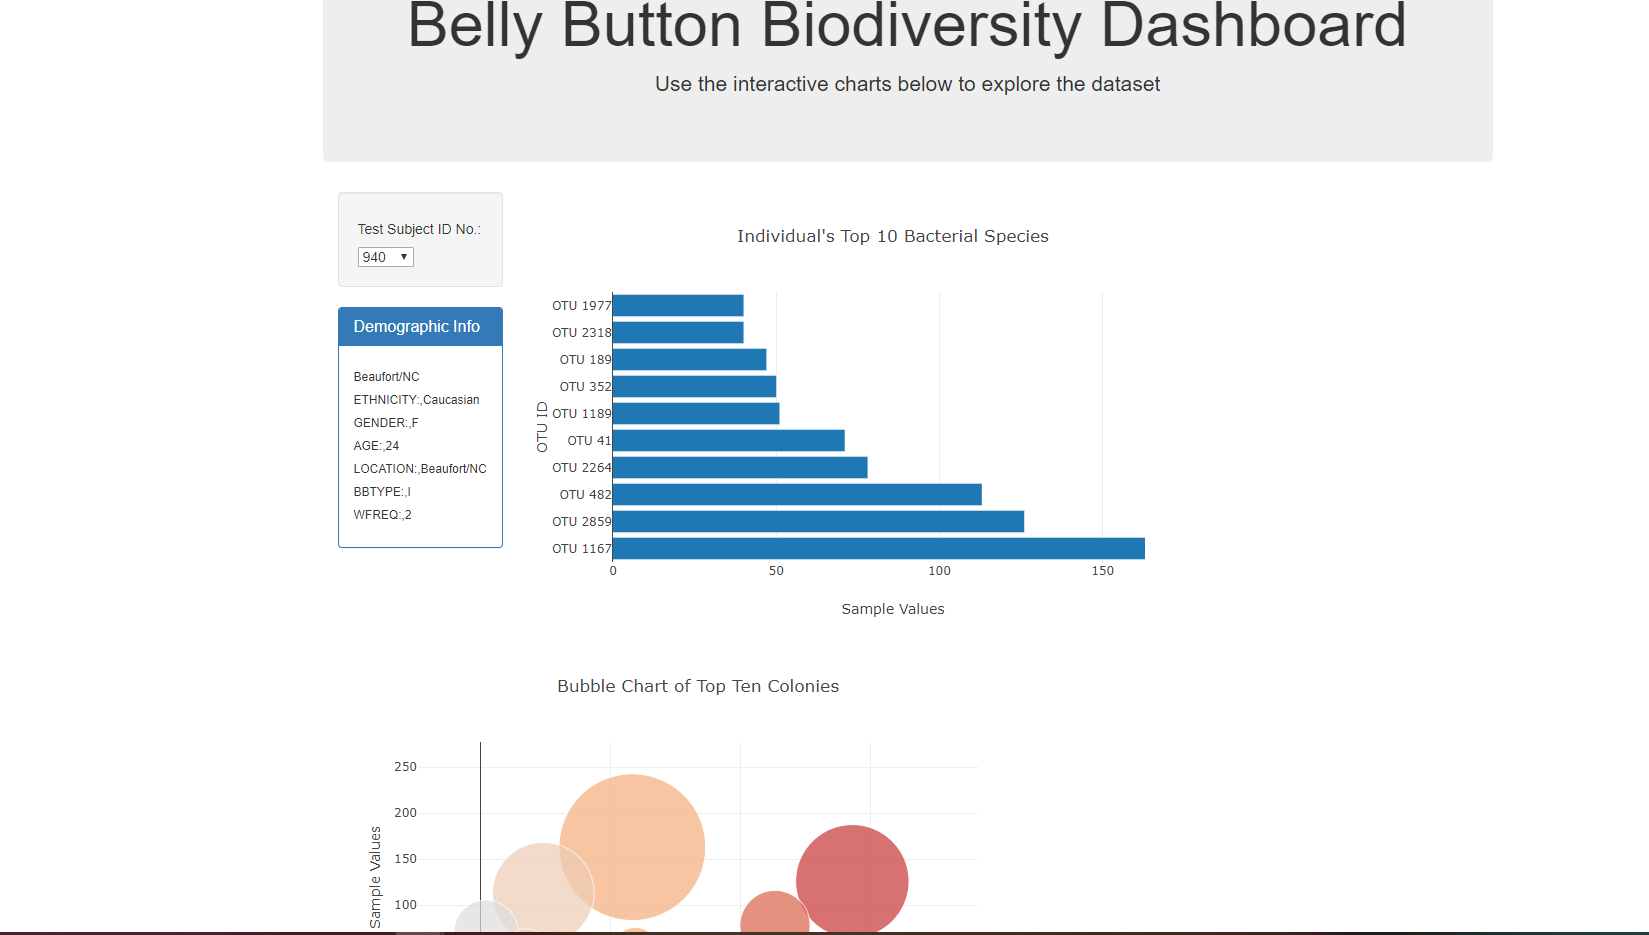 Belly Button Biodiversity Dashboard
Use the interactive charts below to explore the dataset
Test Subject ID No.:
940
Demographic Info
Beaufort/NC
ETHNICITY:,Caucasian
GENDER:,F
AGE:,24
LOCATION:,Beaufort/NC
BBTYPE:,I
WFREQ:,2
Individual's Top 10 Bacterial Species
OTU ID
OTU 1977
OTU 2318
OTU 189
OTU 352
OTU 1189
OTU 41
OTU 2264
OTU 482
OTU 2859
OTU 1167
0 50 100 150
Sample Values
Bubble Chart of Top Ten Colonies
Sample Values
250
200
150
100